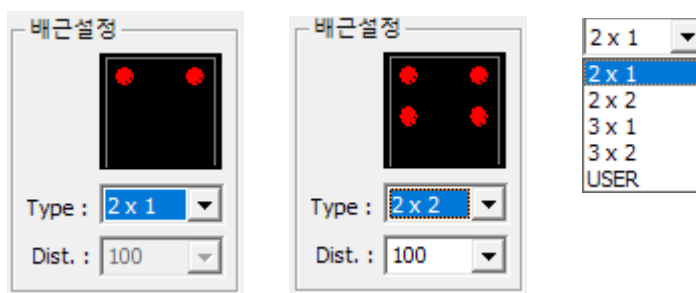 배근설정
Type : 2 x 1
Dist. : 100
배근설정
Type : 2 x 2
Dist. : 100
2 x 1
2 x 1
2 x 2
3 x 1
3 x 2
USER